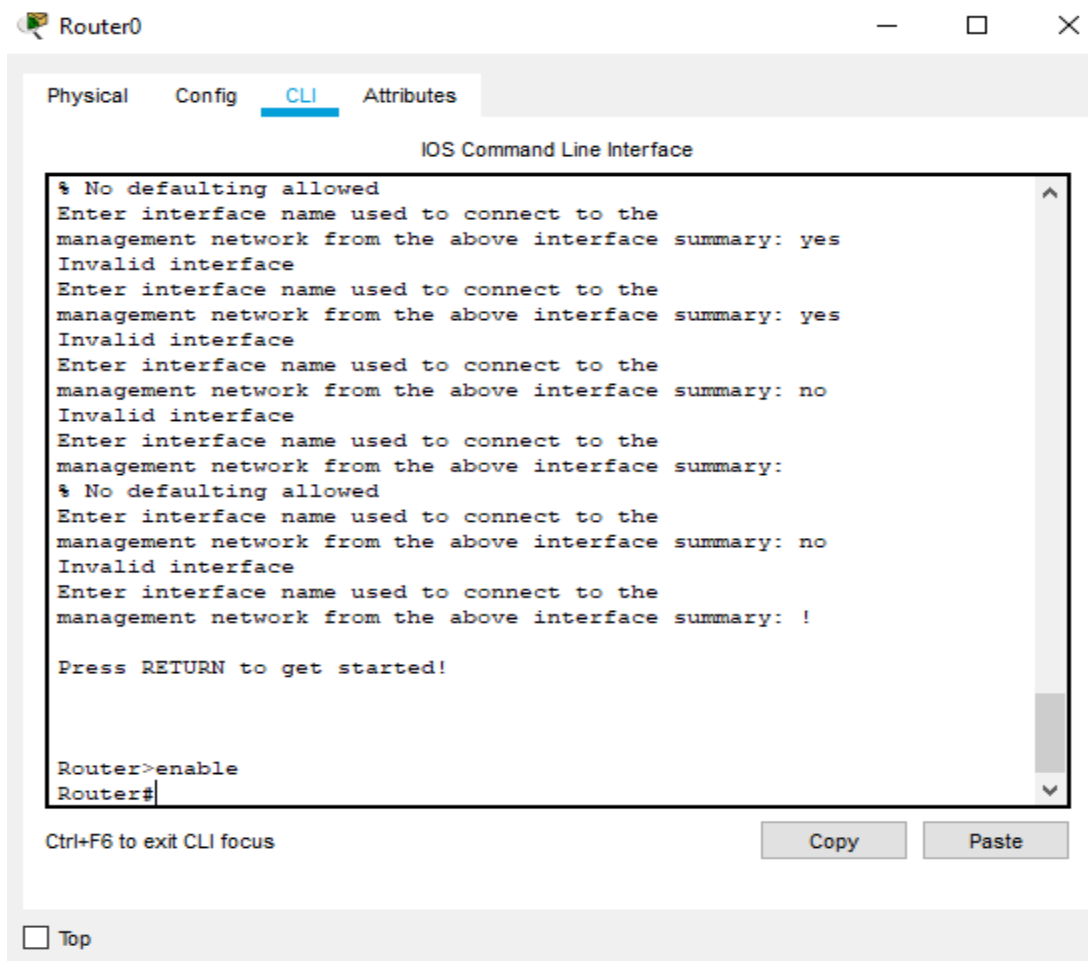 Router0
Physical Config CLI Attributes
IOS Command Line Interface
% No defaulting allowed
Enter interface name used to connect to the
management network from the above interface summary: yes
Invalid interface
Enter interface name used to connect to the
management network from the above interface summary: yes
Invalid interface
Enter interface name used to connect to the
management network from the above interface summary: no
Invalid interface
Enter interface name used to connect to the
management network from the above interface summary:
% No defaulting allowed
Enter interface name used to connect to the
management network from the above interface summary: no
Invalid interface
Enter interface name used to connect to the
management network from the above interface summary: !
Press RETURN to get started!
Router>enable
Router#
Ctrl+F6 to exit CLI focus
Copy Paste
Top